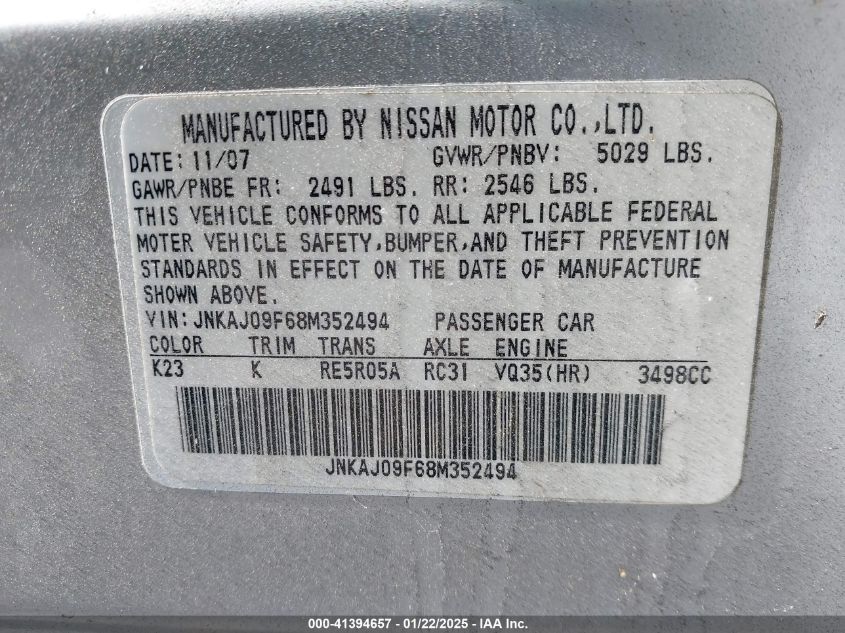 MANUFACTURED BY NISSAN MOTOR CO.,LTD.
DATE: 11/07 GVWR/PNBV: 5029 LBS.
GAWR/PNBE FR: 2491 LBS. RR: 2546 LBS.
THIS VEHICLE CONFORMS TO ALL APPLICABLE FEDERAL
MOTER VEHICLE SAFETY,BUMPER,AND THEFT PREVENTION
STANDARDS IN EFFECT ON THE DATE OF MANUFACTURE
SHOWN ABOVE.
VIN:JNKAJ09F68M352494 PASSENGER CAR
COLOR TRIM TRANS AXLE ENGINE
K23 K RE5R05A RC31 VQ35(HR) 3498CC
JNKAJ09F68M352494
000-41394657 - 01/22/2025 - IAA Inc.